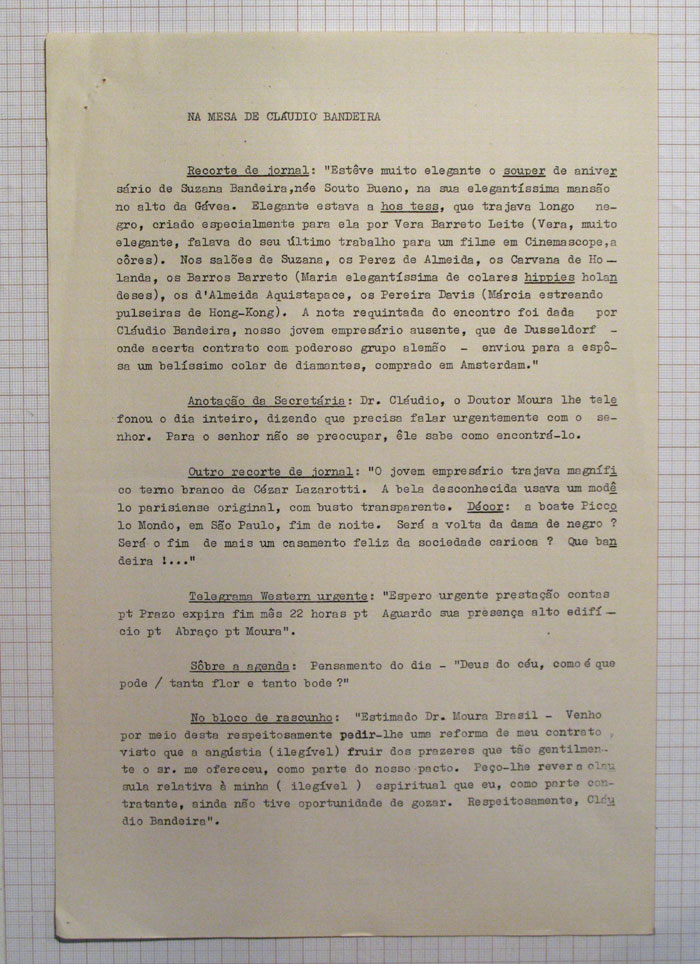 NA MESA DE CLÁUDIO BANDEIRA
Recorte de jornal: "Estêve muito elegante o souper de aniver
sário de Suzana Bandeira,née Souto Bueno, na sua elegantíssima mansão
no alto da Gávea. Elegante estava a hos tess, que trajava longo ne-
gro, criado especialmente para ela por Vera Barreto Leite (Vera, muito
elegante, falava do seu último trabalho para um filme em Cinemascope,a
côres). Nos salões de Suzana, os Perez de Almeida, os Carvana de Ho —
landa, os Barros Barreto (Maria elegantíssima de colares hippies holan
deses), os d'Almeida Aquistapace, os Pereira Davis (Márcia estreando
pulseiras de Hong-Kong). A nota requintada do encontro foi dada por
Cláudio Bandeira, nosso jovem empresário ausente, que de Dusseldorf -
onde acerta contrato com poderoso grupo alemão - enviou para a espô-
sa um belíssimo colar de diamantes, comprado em Amsterdam."
Anotação da Secretária: Dr. Cláudio, o Doutor Moura lhe tele
fonou o dia inteiro, dizendo que precisa falar urgentemente com o se-
nhor. Para o senhor não se preocupar, êle sabe como encontrá-lo.
Outro recorte de jornal: "O jovem empresário trajava magnífi
co terno branco de Cézar Lazarotti. A bela desconhecida usava um modê
lo parisiense original, com busto transparente. Décor: a boate Picco
lo Mondo, em São Paulo, fim de noite. Será a volta da dama de negro ?
Será o fim de mais um casamento feliz da sociedade carioca ? Que ban
deira !..."
Telegrama Western urgente: "Espero urgente prestação contas
pt Prazo expira fim mês 22 horas pt Aguardo sua presença alto edifí —
cio pt Abraço pt Moura".
Sôbre a agenda: Pensamento do dia - "Deus do céu, como é que
pode / tanta flor e tanto bode ?"
No bloco de rascunho: "Estimado Dr. Moura Brasil - Venho
por meio desta respeitosamente pedir-lhe uma reforma de meu contrato ,
visto que a angústia (ilegível) fruir dos prazeres que tão gentilmen-
te o sr. me ofereceu, como parte do nosso pacto. Peço-lhe rever a clau
sula relativa à minha ( ilegível ) espiritual que eu, como parte con-
tratante, ainda não tive oportunidade de gozar. Respeitosamente, Cláu
dio Bandeira".